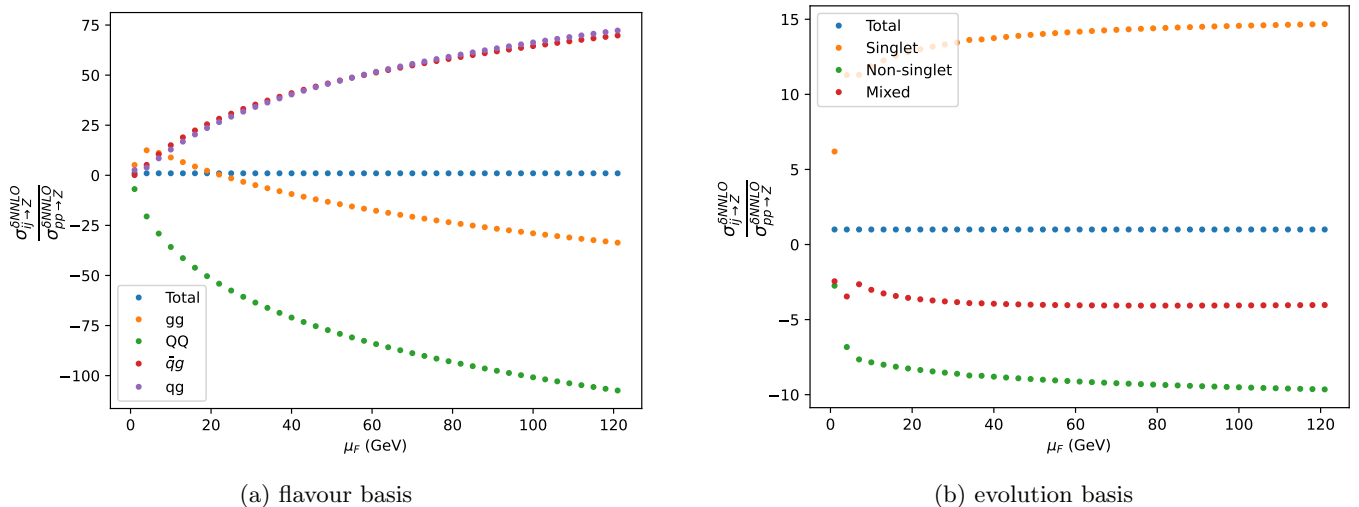 75
50
25
0
−25
−50
−75
−100
0 20 40 60 80 100 120
μ_F (GeV)
σ^{δNNLO}_{ij→Z}
σ^{δNNLO}_{pp→Z}
Total
gg
QQ
q̄g
qg
(a) flavour basis
15
10
5
0
−5
−10
0 20 40 60 80 100 120
μ_F (GeV)
σ^{δNNLO}_{ij→Z}
σ^{δNNLO}_{pp→Z}
Total
Singlet
Non-singlet
Mixed
(b) evolution basis